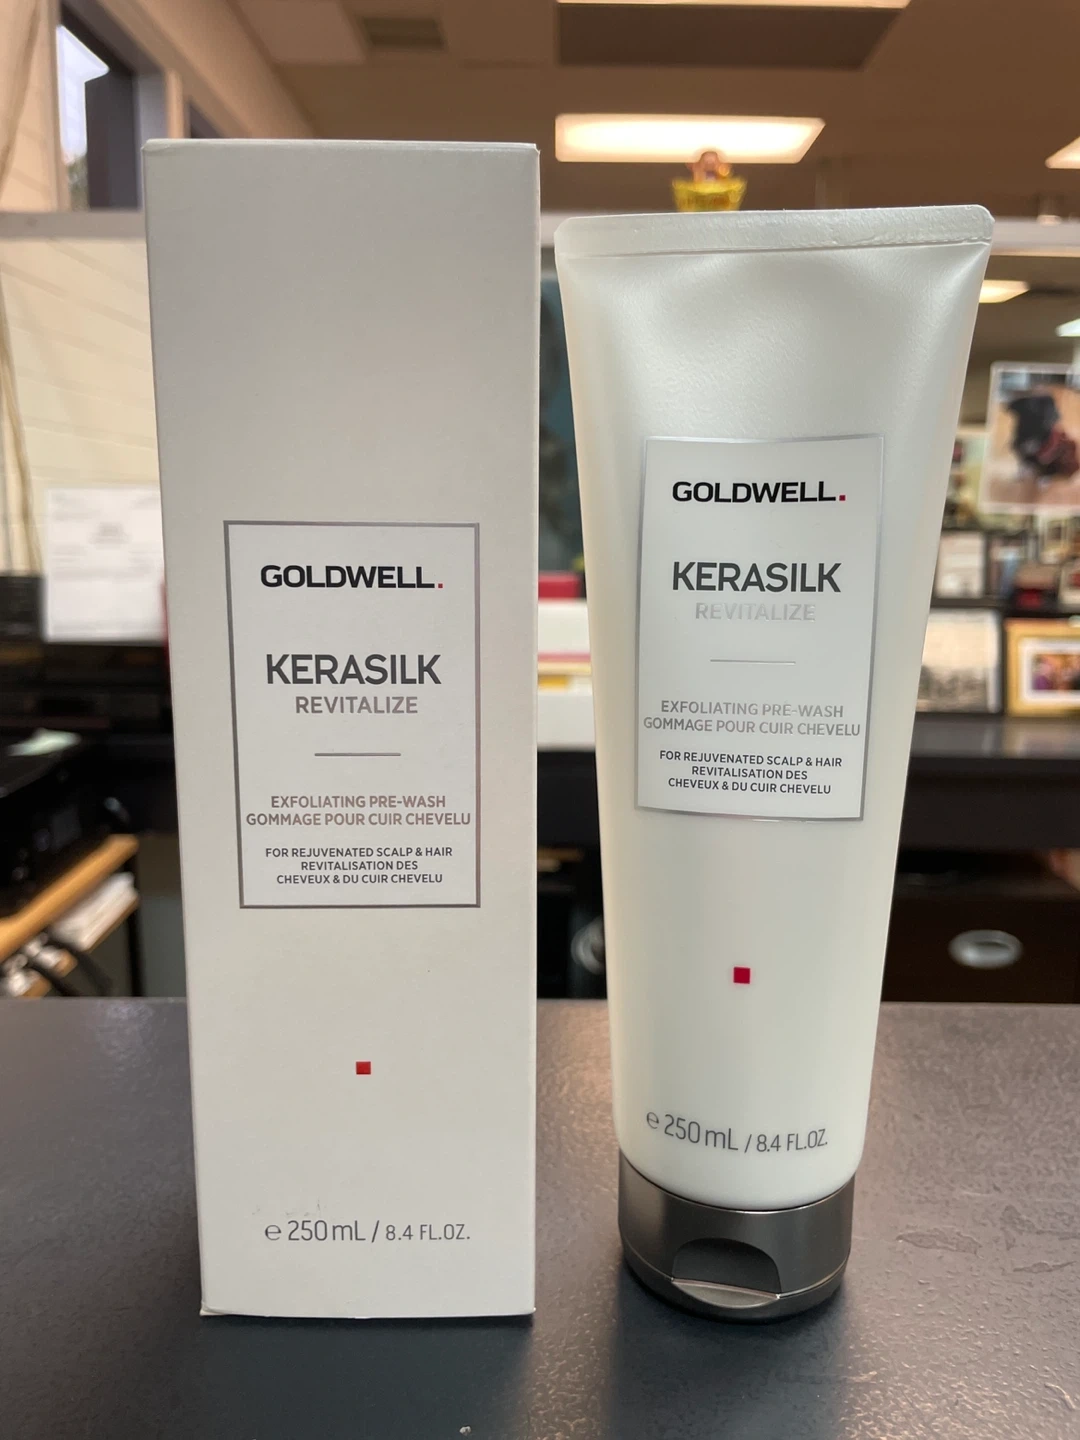 GOLDWELL.
KERASILK
REVITALIZE
EXFOLIATING PRE-WASH
GOMMAGE POUR CUIR CHEVELU
FOR REJUVENATED SCALP & HAIR
REVITALISATION DES
CHEVEUX & DU CUIR CHEVELU
e 250 mL / 8.4 FL.OZ.
GOLDWELL.
KERASILK
REVITALIZE
EXFOLIATING PRE-WASH
GOMMAGE POUR CUIR CHEVELU
FOR REJUVENATED SCALP & HAIR
REVITALISATION DES
CHEVEUX & DU CUIR CHEVELU
e 250 mL / 8.4 FL.OZ.